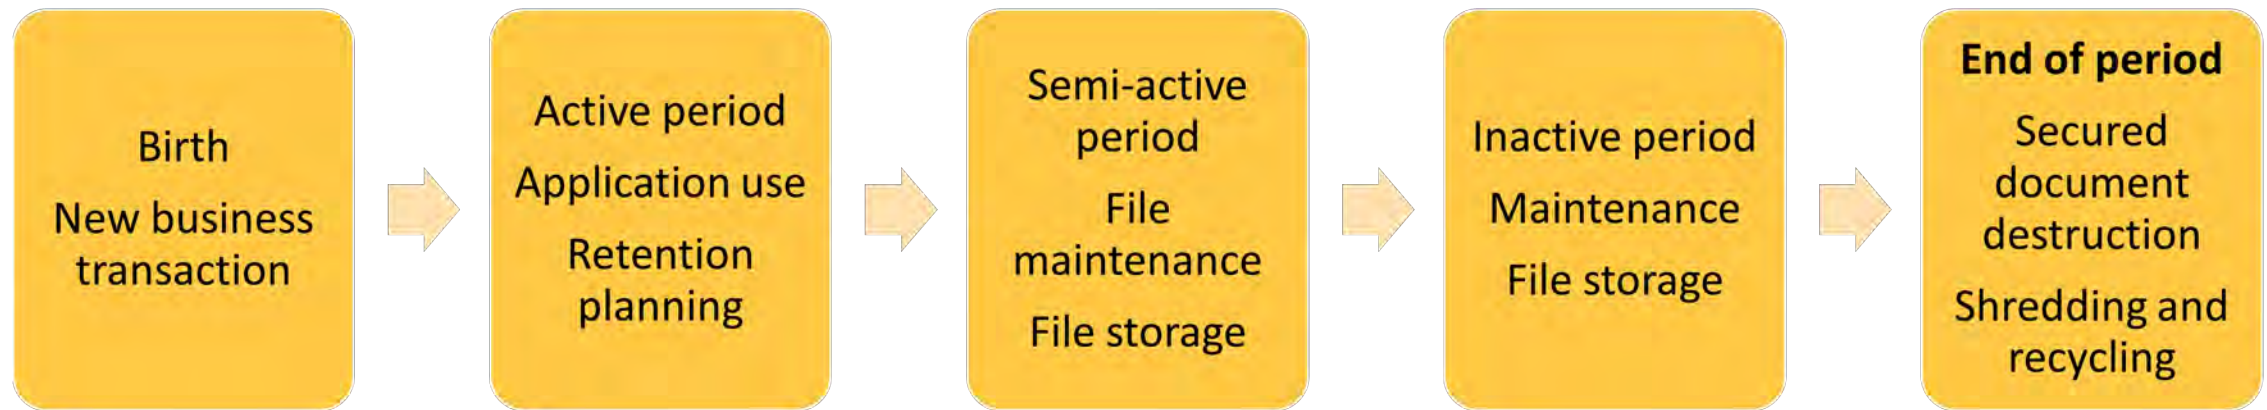 Birth
New business
transaction
Active period
Application use
Retention
planning
Semi-active
period
File
maintenance
File storage
Inactive period
Maintenance
File storage
End of period
Secured
document
destruction
Shredding and
recycling